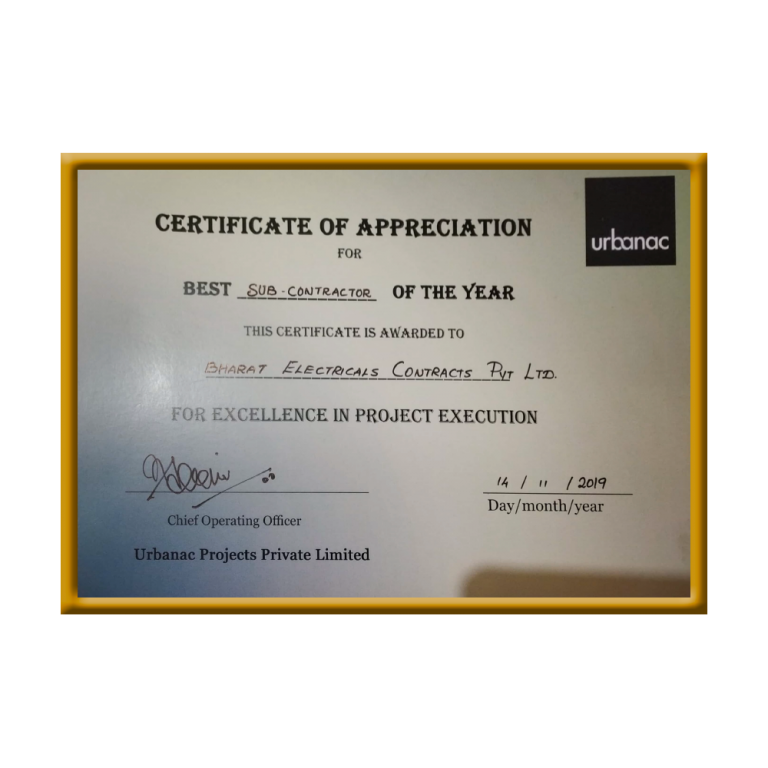 urbanac
CERTIFICATE OF APPRECIATION
FOR
BEST SUB-CONTRACTOR OF THE YEAR
THIS CERTIFICATE IS AWARDED TO
BHARAT ELECTRICALS CONTRACTS PVT LTD.
FOR EXCELLENCE IN PROJECT EXECUTION
14 / 11 / 2019
Chief Operating Officer
Day/month/year
Urbanac Projects Private Limited